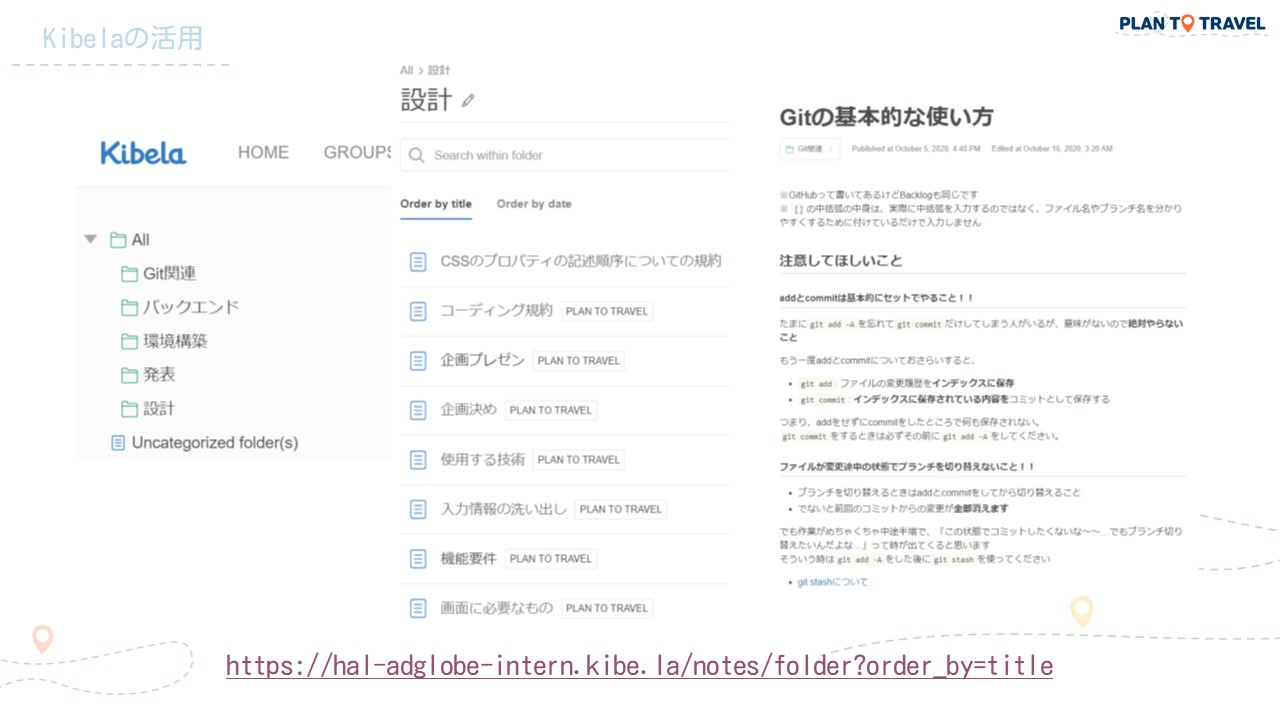 Kibelaの活用
PLAN TO TRAVEL
Kibela HOME GROUPS
All
Git関連
バックエンド
環境構築
発表
設計
Uncategorized folder(s)
All > 設計
設計
Search within folder
Order by title Order by date
CSSのプロパティの記述順序についての規約
コーディング規約 PLAN TO TRAVEL
企画プレゼン PLAN TO TRAVEL
企画決め PLAN TO TRAVEL
使用する技術 PLAN TO TRAVEL
入力情報の洗い出し PLAN TO TRAVEL
機能要件 PLAN TO TRAVEL
画面に必要なもの PLAN TO TRAVEL
Gitの基本的な使い方
Git関連 Published at October 5, 2020, 4:40 PM Edited at October 16, 2020, 3:20 AM
※GitHubって書いてあるけどBacklogも同じです
※ [] の中括弧の中身は、実際に中括弧を入力するのではなく、ファイル名やブランチ名を分かり
やすくするために付けているだけで入力しません
注意してほしいこと
addとcommitは基本的にセットでやること！！
たまに git add -A を忘れて git commit だけしてしまう人がいるが、意味がないので絶対やらない
こと
もう一度addとcommitについておさらいすると、
• git add : ファイルの変更履歴をインデックスに保存
• git commit : インデックスに保存されている内容をコミットとして保存する
つまり、addをせずにcommitをしたところで何も保存されない。
git commit をするときは必ずその前に git add -A をしてください。
ファイルが変更途中の状態でブランチを切り替えないこと！！
• ブランチを切り替えるときはaddとcommitをしてから切り替えること
• でないと前回のコミットからの変更が全部消えます
でも作業がめちゃくちゃ中途半端で、「この状態でコミットしたくないな〜〜...でもブランチ切り
替えたいんだよな...」って時が出てくると思います
そういう時は git add -A をした後に git stash を使ってください
• git stashについて
https://hal-adglobe-intern.kibe.la/notes/folder?order_by=title